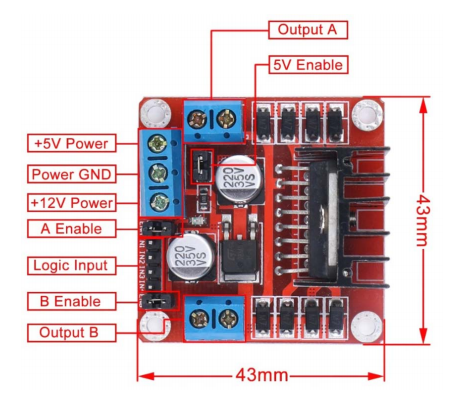 Output A
5V Enable
+5V Power
Power GND
+12V Power
A Enable
Logic Input
B Enable
Output B
220
35V
VS
220
35V
VS
43mm
43mm